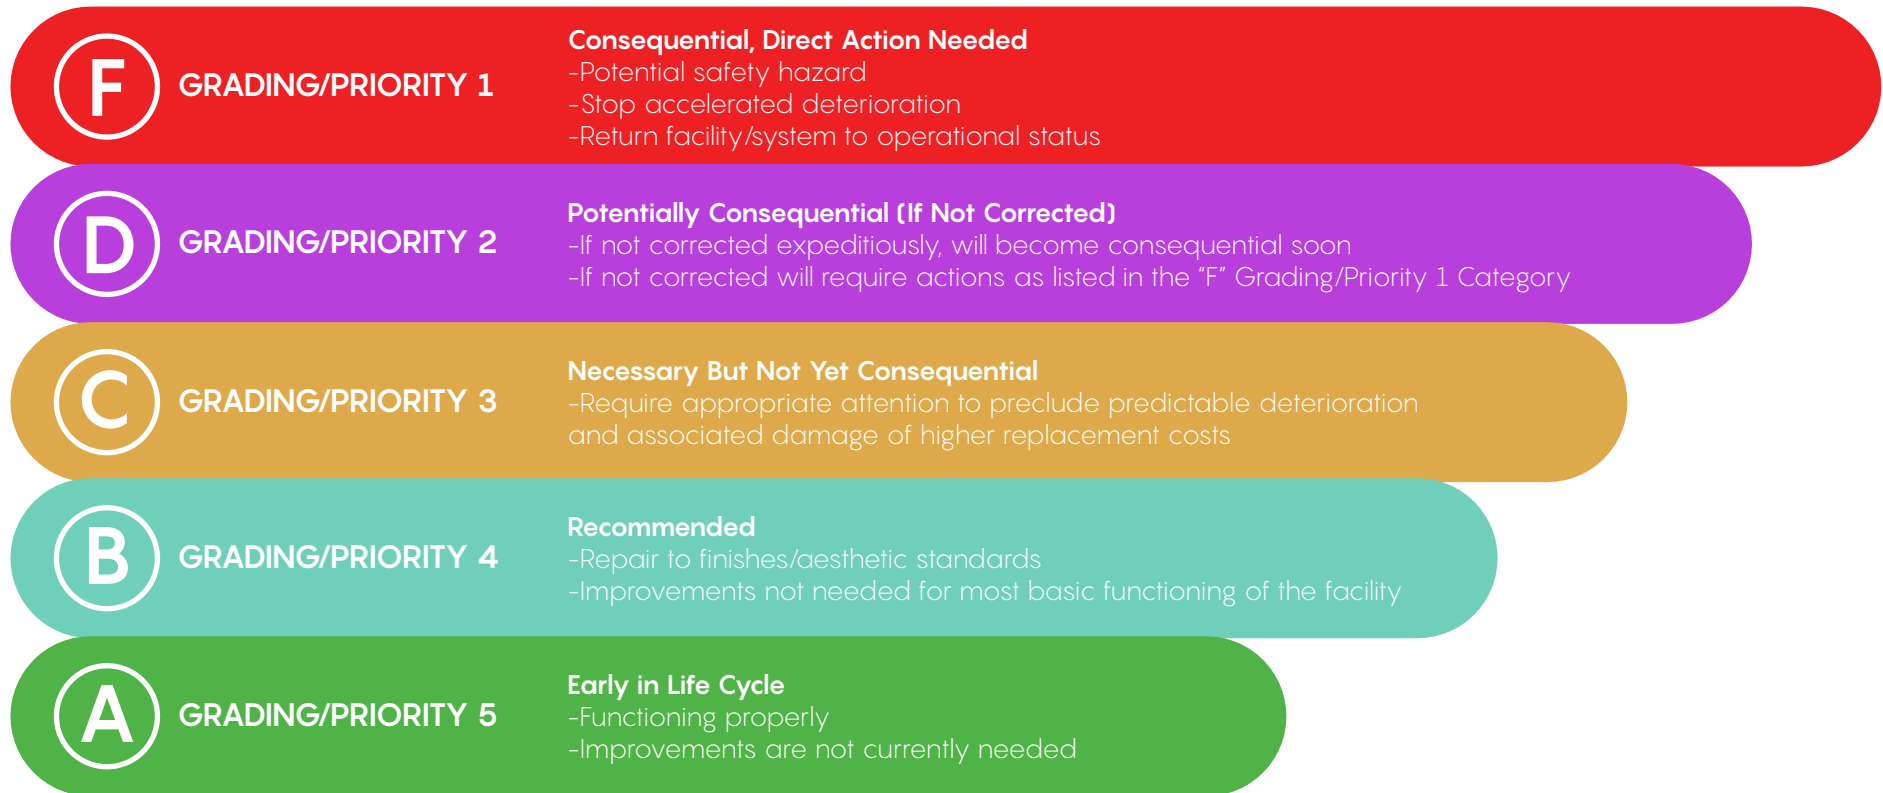 F
GRADING/PRIORITY 1
Consequential, Direct Action Needed
-Potential safety hazard
-Stop accelerated deterioration
-Return facility/system to operational status
D
GRADING/PRIORITY 2
Potentially Consequential (If Not Corrected)
-If not corrected expeditiously, will become consequential soon
-If not corrected will require actions as listed in the “F” Grading/Priority 1 Category
C
GRADING/PRIORITY 3
Necessary But Not Yet Consequential
-Require appropriate attention to preclude predictable deterioration
and associated damage of higher replacement costs
B
GRADING/PRIORITY 4
Recommended
-Repair to finishes/aesthetic standards
-Improvements not needed for most basic functioning of the facility
A
GRADING/PRIORITY 5
Early in Life Cycle
-Functioning properly
-Improvements are not currently needed